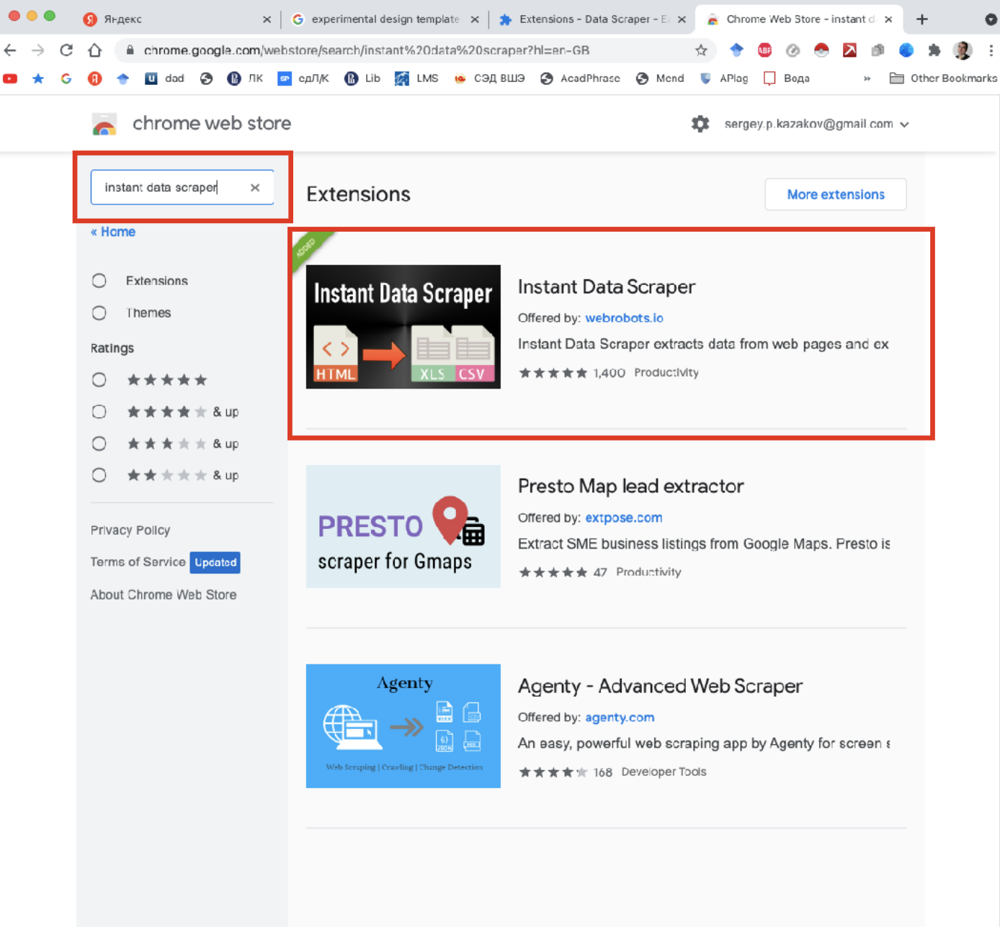 Яндекс
experimental design template
Extensions - Data Scraper - Ea
Chrome Web Store - instant d
chrome.google.com/webstore/search/instant%20data%20scraper?hl=en-GB
ABP
dad
ЛК
SP
едЛ/К
Lib
LMS
СЭД ВШЭ
AcadPhrase
Mend
APlag
Вода
»
Other Bookmarks
chrome web store
sergey.p.kazakov@gmail.com
instant data scraper
Extensions
More extensions
« Home
Extensions
Themes
Ratings
& up
& up
& up
Privacy Policy
Terms of Service Updated
About Chrome Web Store
ADDED
Instant Data Scraper
HTML
XLS
CSV
Instant Data Scraper
Offered by: webrobots.io
Instant Data Scraper extracts data from web pages and ex
1,400 Productivity
PRESTO
scraper for Gmaps
Presto Map lead extractor
Offered by: extpose.com
Extract SME business listings from Google Maps. Presto is
47 Productivity
Agenty
JSON
Web Scraping | Crawling | Change Detection
Agenty - Advanced Web Scraper
Offered by: agenty.com
An easy, powerful web scraping app by Agenty for screen s
168 Developer Tools